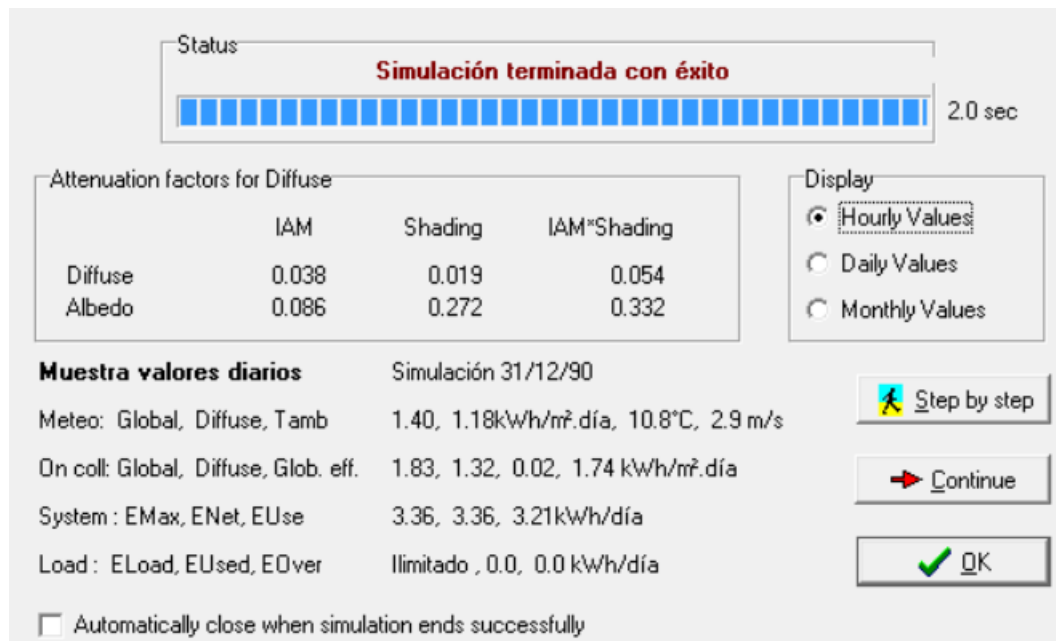 Status
Simulación terminada con éxito
2.0 sec
Attenuation factors for Diffuse
IAM Shading IAM*Shading
Diffuse 0.038 0.019 0.054
Albedo 0.086 0.272 0.332
Display
Hourly Values
Daily Values
Monthly Values
Muestra valores diarios Simulación 31/12/90
Meteo: Global, Diffuse, Tamb 1.40, 1.18kWh/m².día, 10.8°C, 2.9 m/s
On coll: Global, Diffuse, Glob. eff. 1.83, 1.32, 0.02, 1.74 kWh/m².día
System : EMax, ENet, EUse 3.36, 3.36, 3.21kWh/día
Load : ELoad, EUsed, EOver Ilimitado , 0.0, 0.0 kWh/día
Step by step
Continue
OK
Automatically close when simulation ends successfully